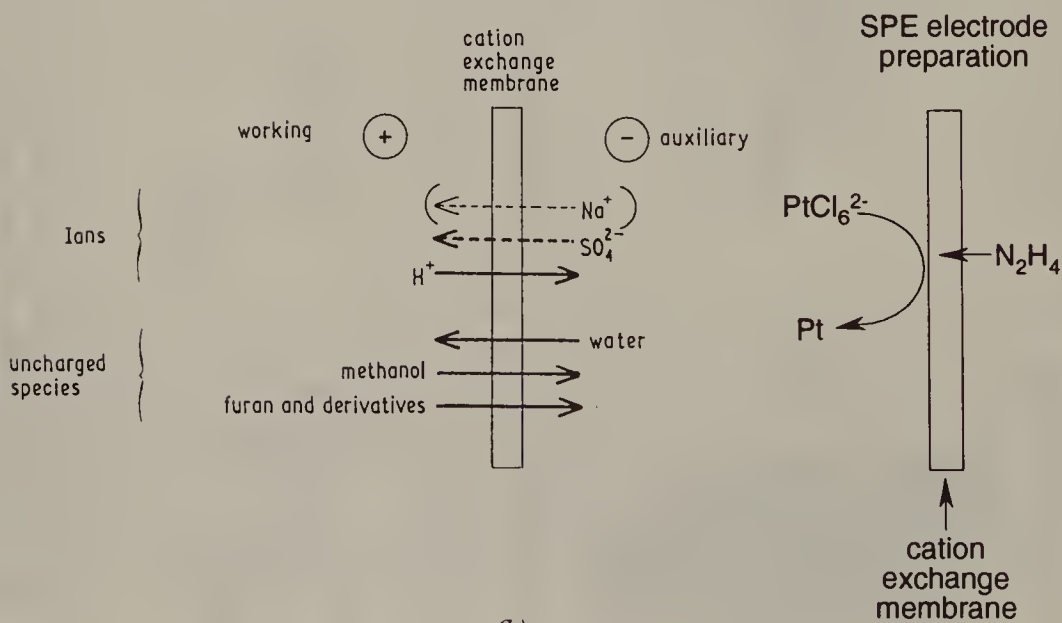 cation
exchange
membrane
working
+
−
auxiliary
Ians
Na⁺
SO₄²⁻
H⁺
uncharged
species
water
methanol
furan and derivatives
SPE electrode
preparation
PtCl₆²⁻
N₂H₄
Pt
cation
exchange
membrane